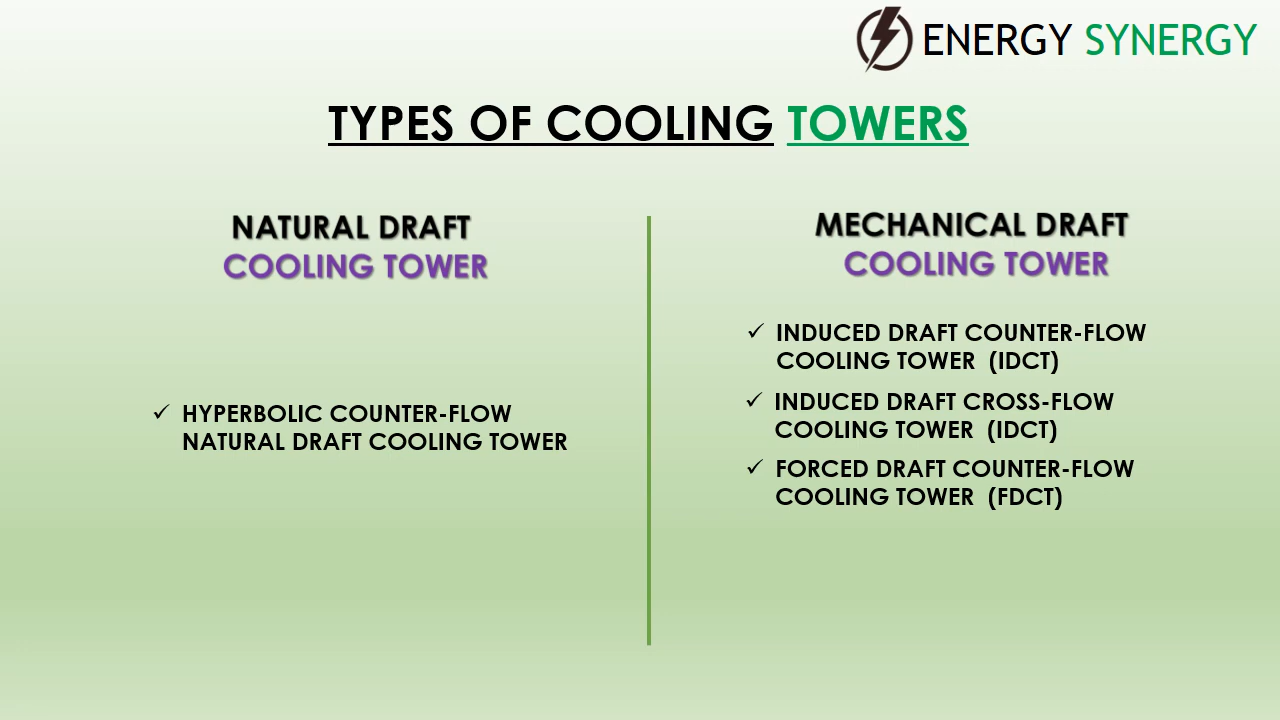 ENERGY SYNERGY
TYPES OF COOLING TOWERS
NATURAL DRAFT
COOLING TOWER
✓ HYPERBOLIC COUNTER-FLOW
NATURAL DRAFT COOLING TOWER
MECHANICAL DRAFT
COOLING TOWER
✓ INDUCED DRAFT COUNTER-FLOW
COOLING TOWER (IDCT)
✓ INDUCED DRAFT CROSS-FLOW
COOLING TOWER (IDCT)
✓ FORCED DRAFT COUNTER-FLOW
COOLING TOWER (FDCT)